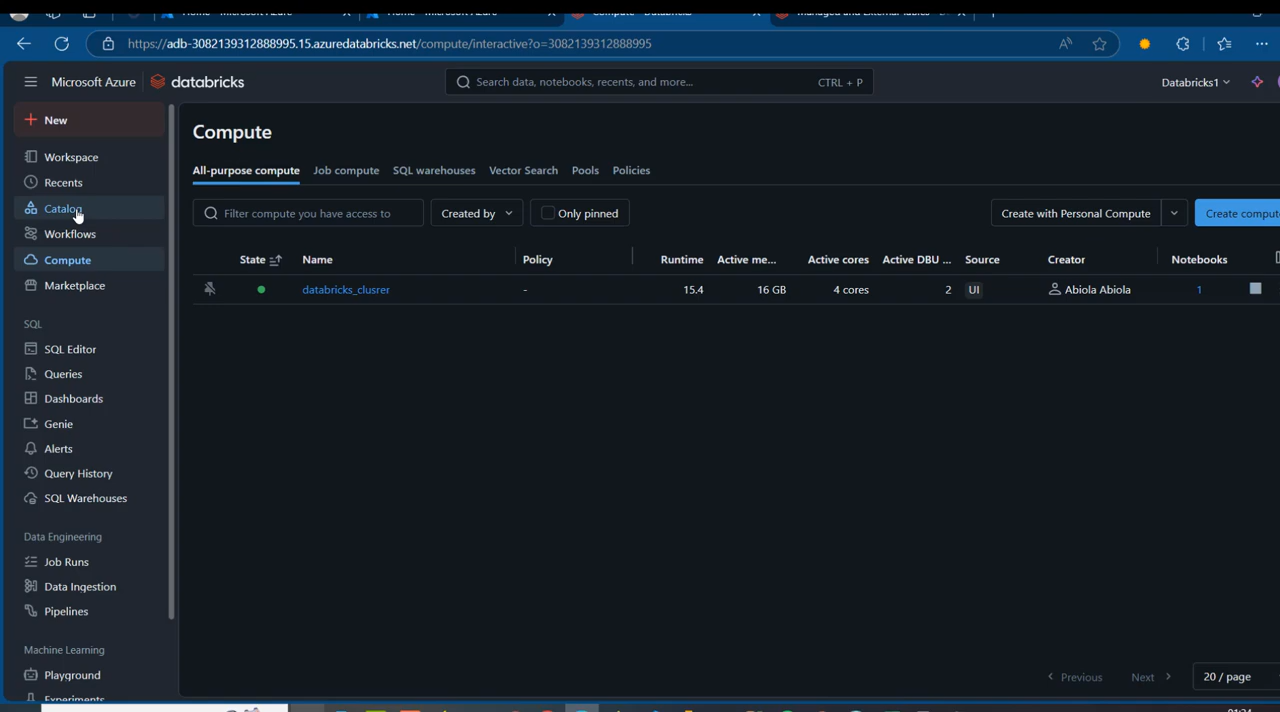 https://adb-3082139312888995.15.azuredatabricks.net/compute/interactive?o=3082139312888995
Microsoft Azure databricks
Search data, notebooks, recents, and more...
CTRL + P
Databricks1
New
Workspace
Recents
Catalog
Workflows
Compute
Marketplace
SQL
SQL Editor
Queries
Dashboards
Genie
Alerts
Query History
SQL Warehouses
Data Engineering
Job Runs
Data Ingestion
Pipelines
Machine Learning
Playground
Experiments
Compute
All-purpose compute Job compute SQL warehouses Vector Search Pools Policies
Filter compute you have access to Created by Only pinned Create with Personal Compute Create compute
State Name Policy Runtime Active me... Active cores Active DBU ... Source Creator Notebooks
databricks_clusrer - 15.4 16 GB 4 cores 2 UI Abiola Abiola 1
Previous Next 20 / page